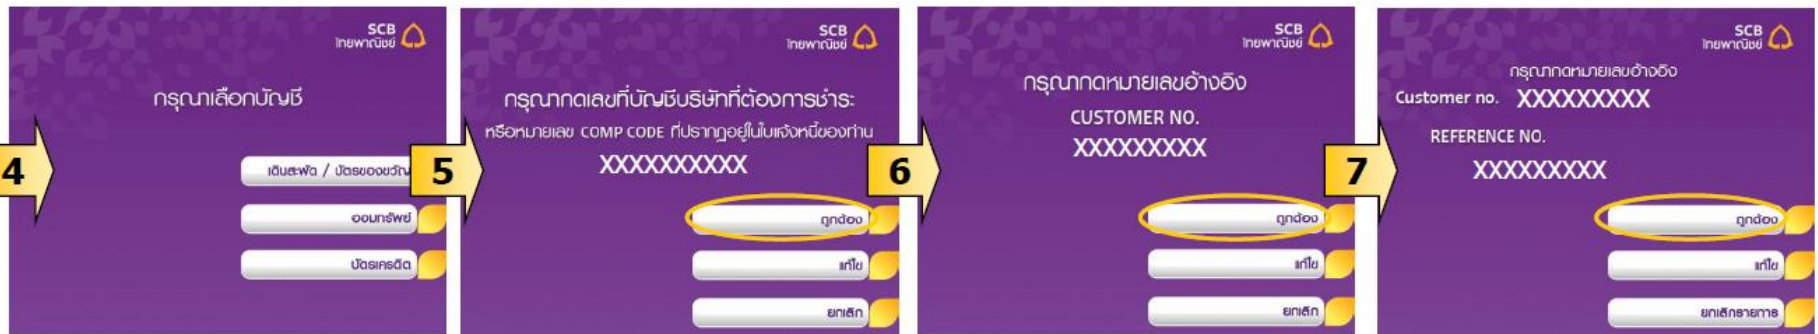 4
SCB
ไทยพาณิชย์
กรุณาเลือกบัญชี
เดินสะพัด / บัตรของขวัญ
ออมทรัพย์
บัตรเครดิต
5
SCB
ไทยพาณิชย์
กรุณากดเลขที่บัญชีบริษัทที่ต้องการชำระ
หรือหมายเลข COMP CODE ที่ปรากฏอยู่ในใบแจ้งหนี้ของท่าน
XXXXXXXXXX
ถูกต้อง
แก้ไข
ยกเลิก
6
SCB
ไทยพาณิชย์
กรุณากดหมายเลขอ้างอิง
CUSTOMER NO.
XXXXXXXXX
ถูกต้อง
แก้ไข
ยกเลิก
7
SCB
ไทยพาณิชย์
กรุณากดหมายเลขอ้างอิง
Customer no. XXXXXXXXX
REFERENCE NO.
XXXXXXXXX
ถูกต้อง
แก้ไข
ยกเลิกรายการ